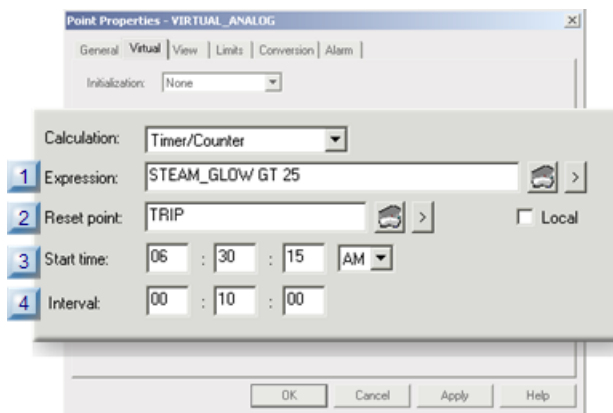 Point Properties - VIRTUAL_ANALOG
General Virtual View Limits Conversion Alarm
Initialization: None
Calculation: Timer/Counter
1 Expression: STEAM_GLOW GT 25 >
2 Reset point: TRIP > Local
3 Start time: 06 : 30 : 15 AM
4 Interval: 00 : 10 : 00
OK Cancel Apply Help